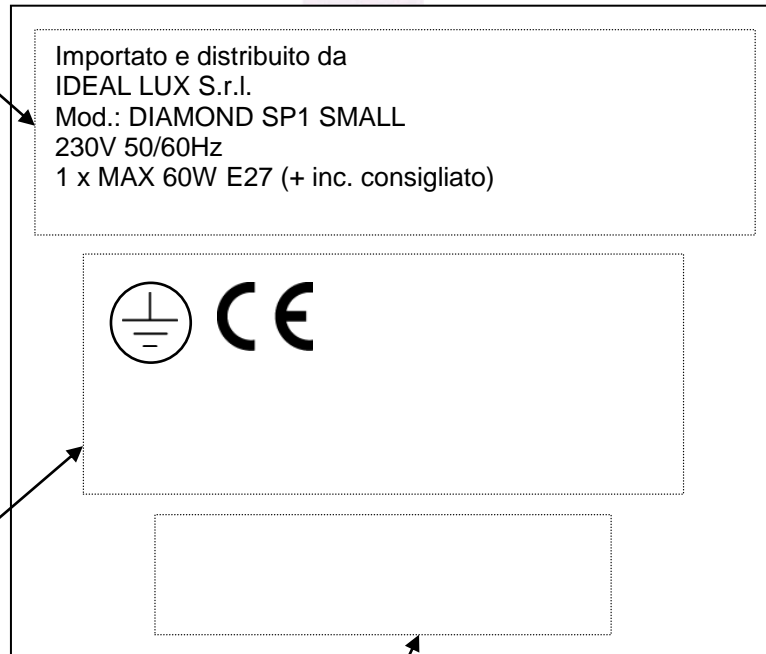 Importato e distribuito da
IDEAL LUX S.r.l.
Mod.: DIAMOND SP1 SMALL
230V 50/60Hz
1 x MAX 60W E27 (+ inc. consigliato)
CE